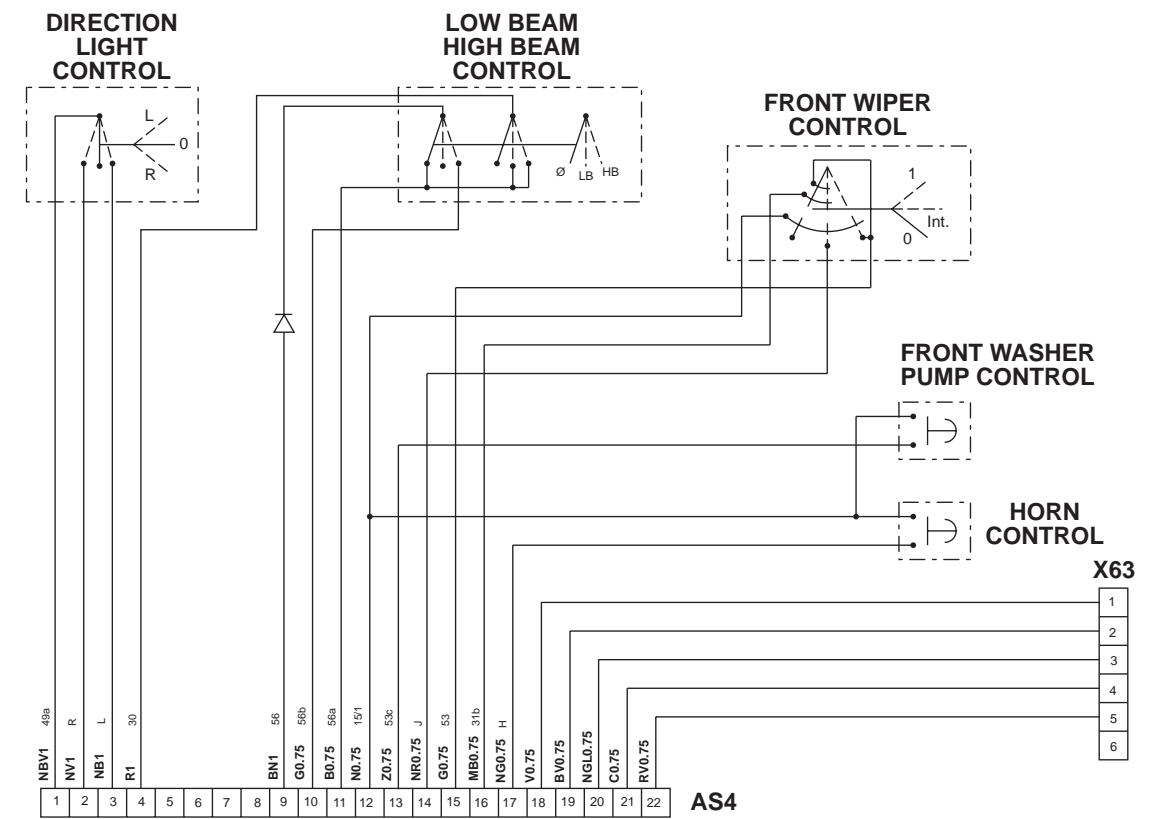 DIRECTION
LIGHT
CONTROL
LOW BEAM
HIGH BEAM
CONTROL
FRONT WIPER
CONTROL
L
0
R
Ø
LB
HB
1
Int.
0
FRONT WASHER
PUMP CONTROL
HORN
CONTROL
X63
1
2
3
4
5
6
49a
R
L
30
56
56b
56a
15/1
53c
J
53
31b
H
NBV1
NV1
NB1
R1
BN1
G0.75
B0.75
N0.75
Z0.75
NR0.75
G0.75
MB0.75
NG0.75
V0.75
BV0.75
NGL0.75
C0.75
RV0.75
1 2 3 4 5 6 7 8 9 10 11 12 13 14 15 16 17 18 19 20 21 22
AS4